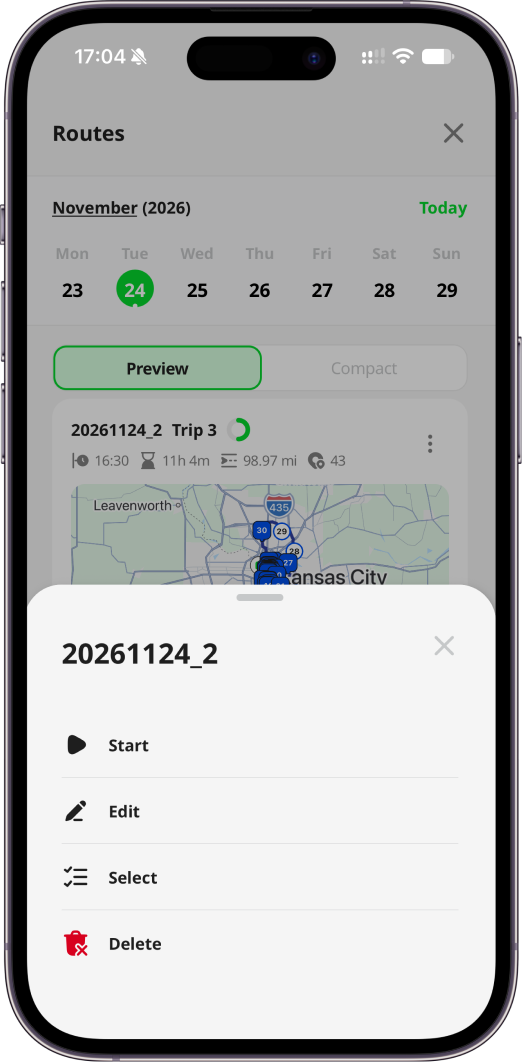 17:04
Routes
November (2026)
Today
Mon Tue Wed Thu Fri Sat Sun
23 24 25 26 27 28 29
Preview
Compact
20261124_2 Trip 3
16:30 11h 4m 98.97 mi 43
Leavenworth
435
30 29
28
27
ansas City
20261124_2
Start
Edit
Select
Delete